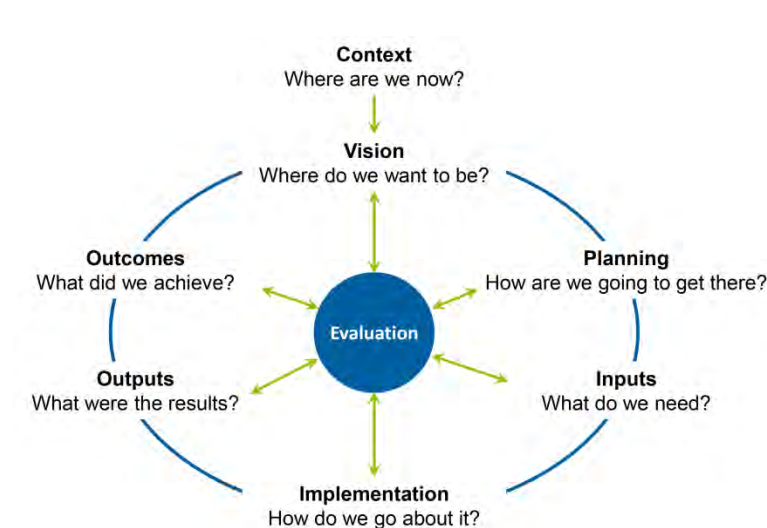 Context
Where are we now?
Vision
Where do we want to be?
Outcomes
What did we achieve?
Planning
How are we going to get there?
Evaluation
Outputs
What were the results?
Inputs
What do we need?
Implementation
How do we go about it?